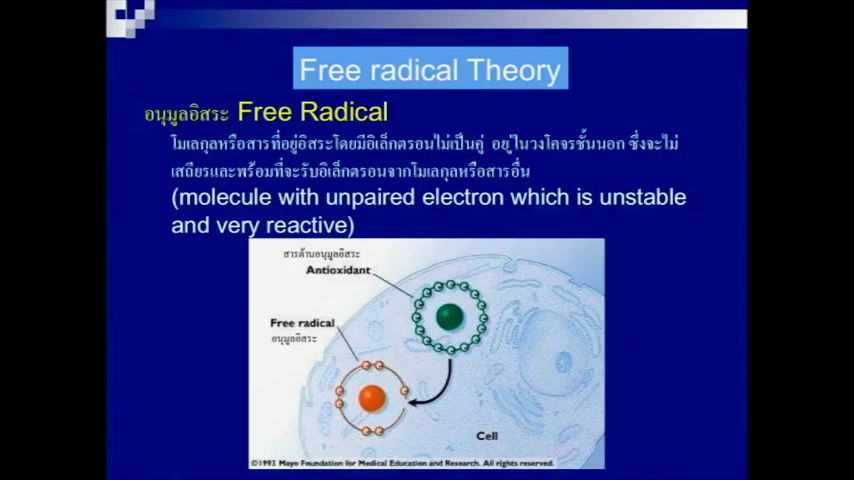 Free radical Theory
อนุมูลอิสระ Free Radical
โมเลกุลหรือสารที่อยู่อิสระโดยมีอิเล็กตรอนไม่เป็นคู่ อยู่ในวงโคจรชั้นนอก ซึ่งจะไม่
เสถียรและพร้อมที่จะรับอิเล็กตรอนจากโมเลกุลหรือสารอื่น
(molecule with unpaired electron which is unstable
and very reactive)
สารต้านอนุมูลอิสระ
Antioxidant
Free radical
อนุมูลอิสระ
Cell
©1993 Mayo Foundation for Medical Education and Research. All rights reserved.